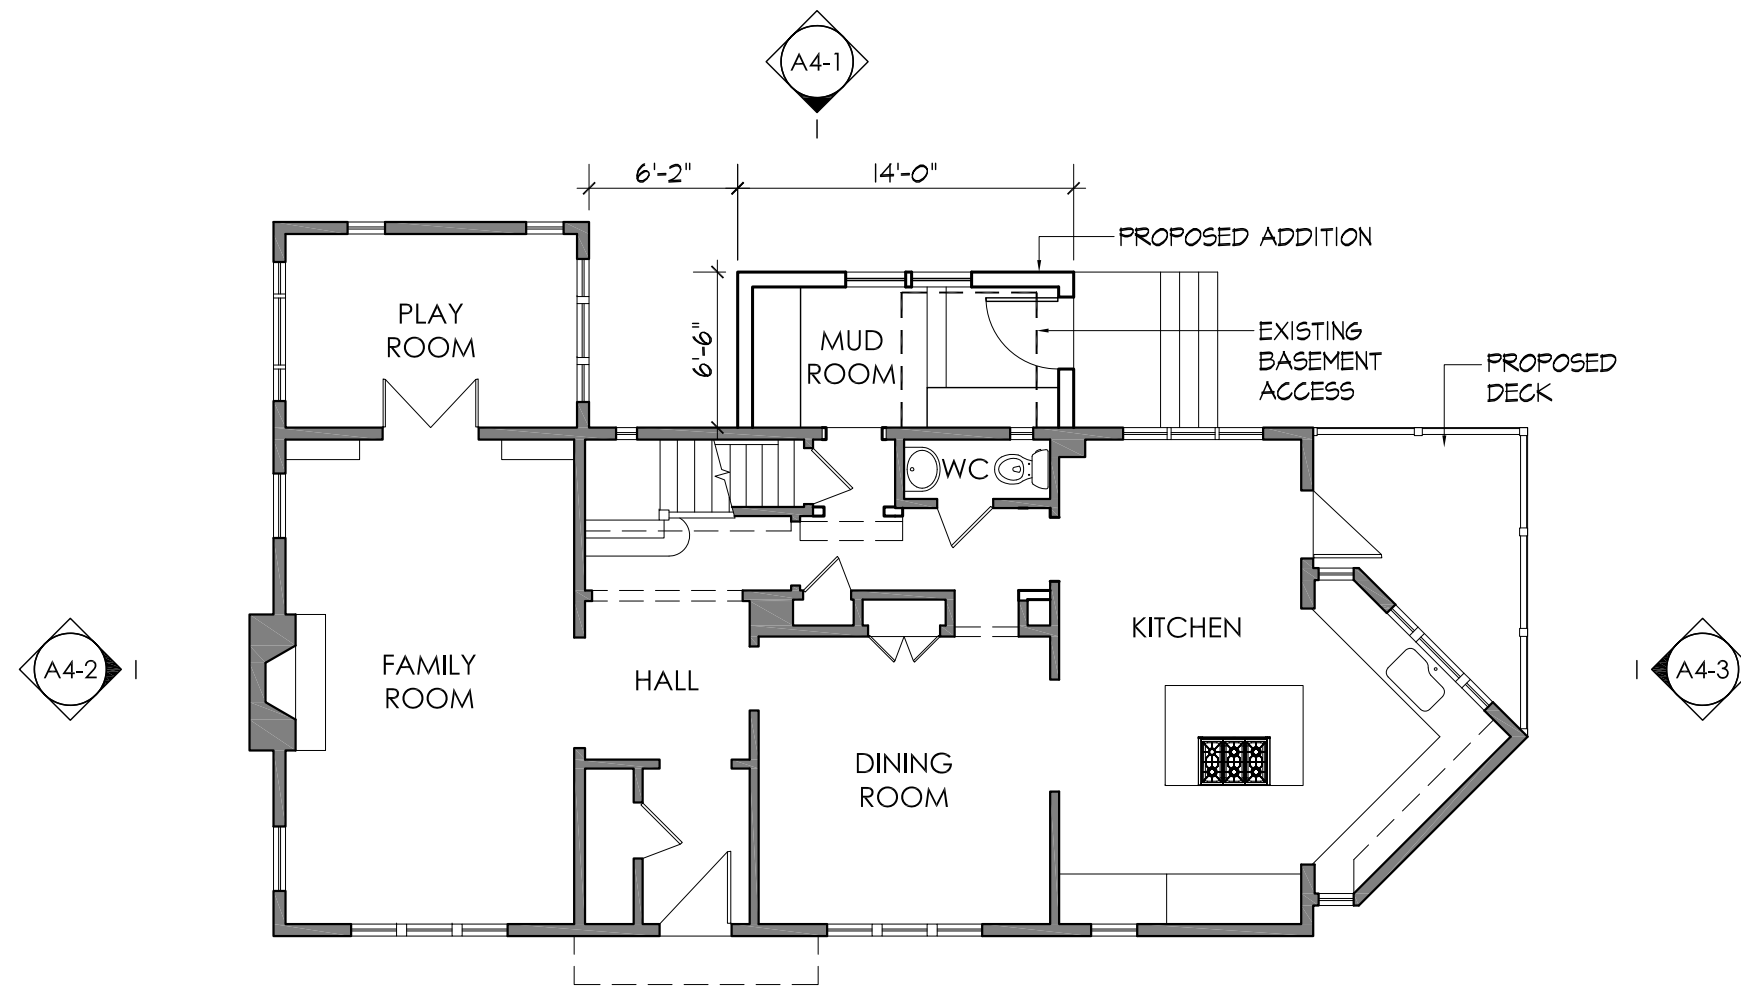 A4-1
6'-2"
14'-0"
PROPOSED ADDITION
PLAY
ROOM
6'-6"
MUD
ROOM
EXISTING
BASEMENT
ACCESS
PROPOSED
DECK
WC
A4-2
FAMILY
ROOM
HALL
KITCHEN
A4-3
DINING
ROOM